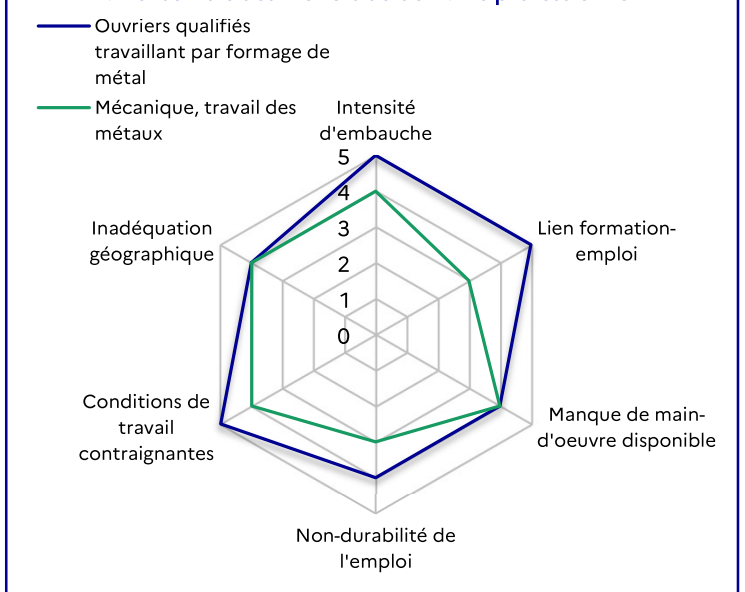 Ouvriers qualifiés
travaillant par formage de
métal
Mécanique, travail des
métaux
Intensité
d'embauche
5
4
3
2
1
0
Lien formation-
emploi
Manque de main-
d'oeuvre disponible
Non-durabilité de
l'emploi
Conditions de
travail
contraignantes
Inadéquation
géographique